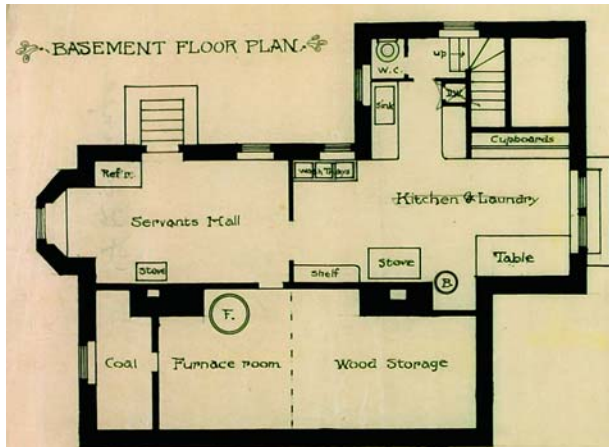 BASEMENT FLOOR PLAN
W.C.
up
Sink
D.W.
Cupboards
Ref'r.
Wash Trays
Kitchen & Laundry
Servants Hall
Stove
Shelf
Stove
Table
B.
F.
Coal
Furnace room
Wood Storage